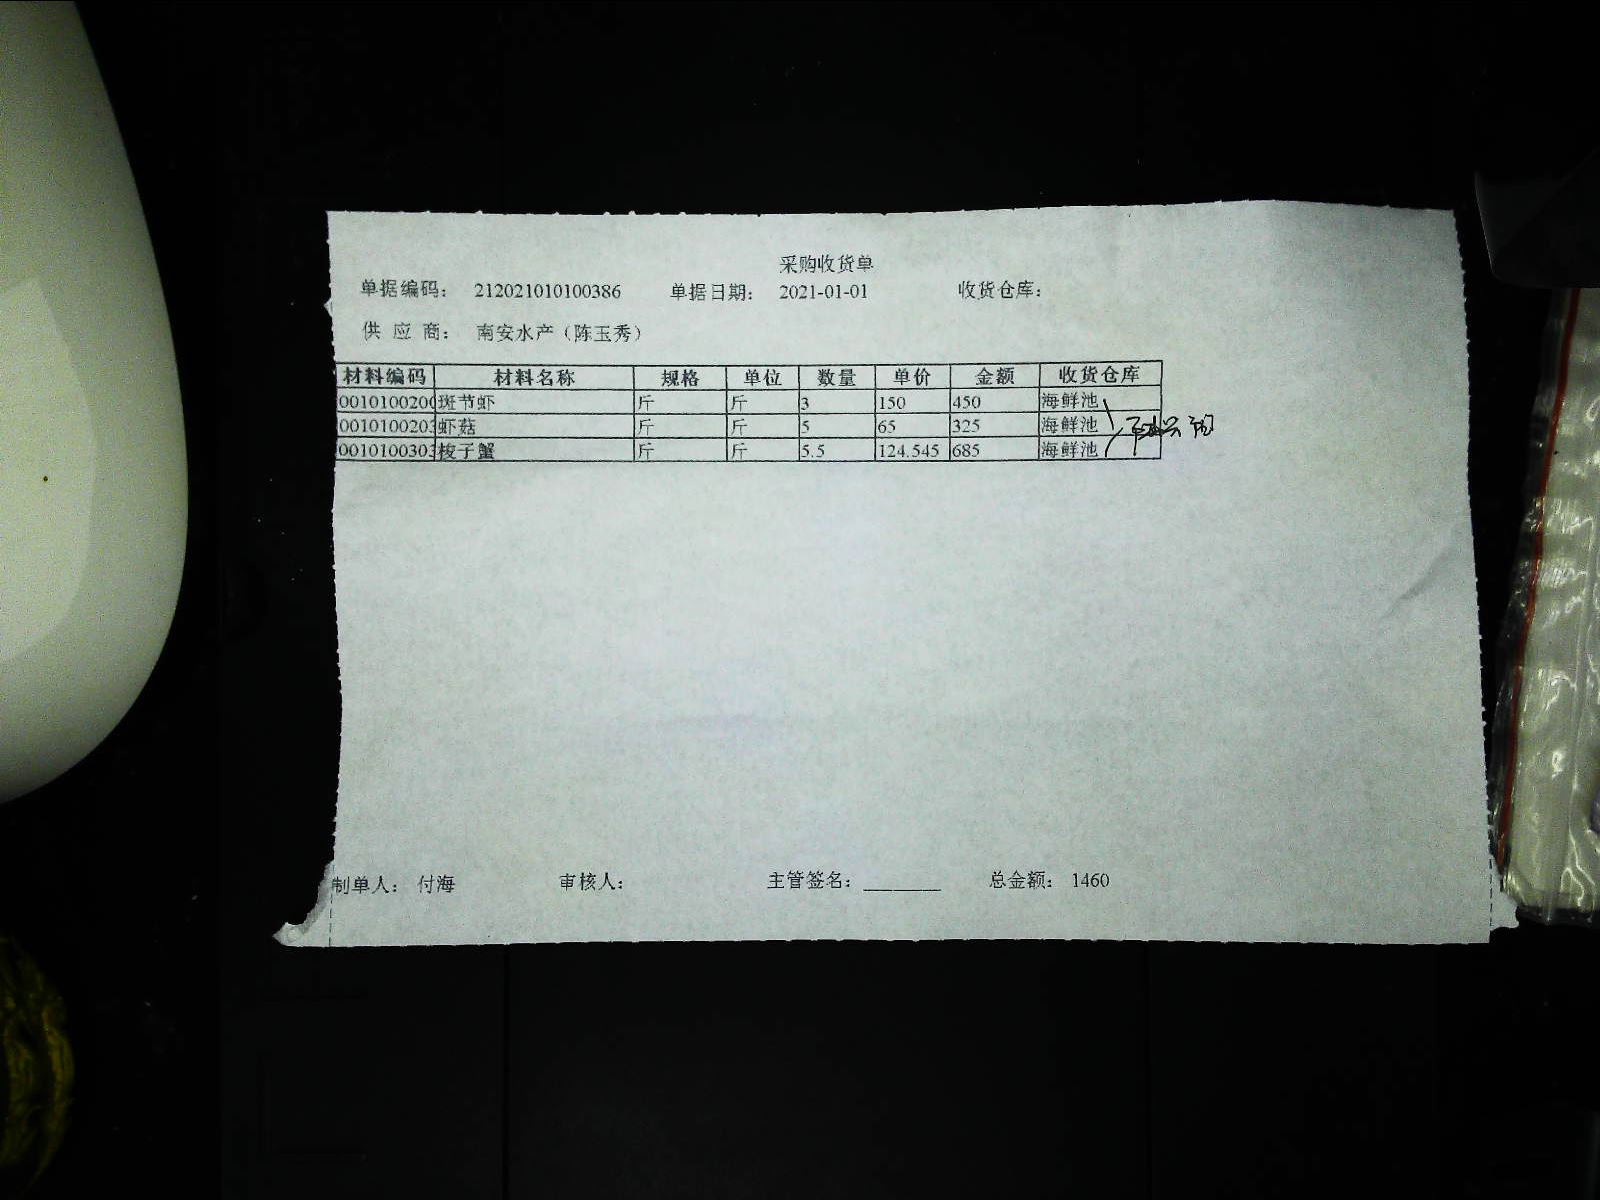 采购收货单
单据编码： 212021010100386 单据日期： 2021-01-01 收货仓库：
供 应 商： 南安水产（陈玉秀）
材料编码 材料名称 规格 单位 数量 单价 金额 收货仓库
0010100200 斑节虾 斤 斤 3 150 450 海鲜池
0010100203 虾菇 斤 斤 5 65 325 海鲜池
0010100303 梭子蟹 斤 斤 5.5 124.545 685 海鲜池
制单人： 付海 审核人： 主管签名： ________ 总金额： 1460